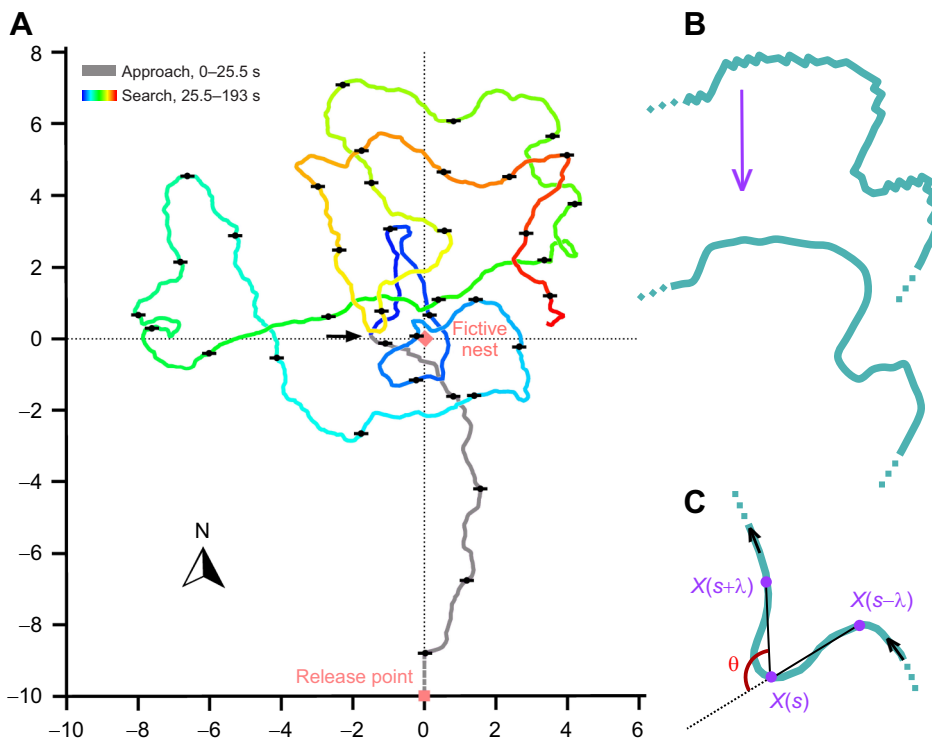 A
8
6
4
2
0
–2
–4
–6
–8
–10
–10
–8
–6
–4
–2
0
2
4
6
Approach, 0–25.5 s
Search, 25.5–193 s
Fictive
nest
N
Release point
B
C
X(s+λ)
X(s–λ)
θ
X(s)